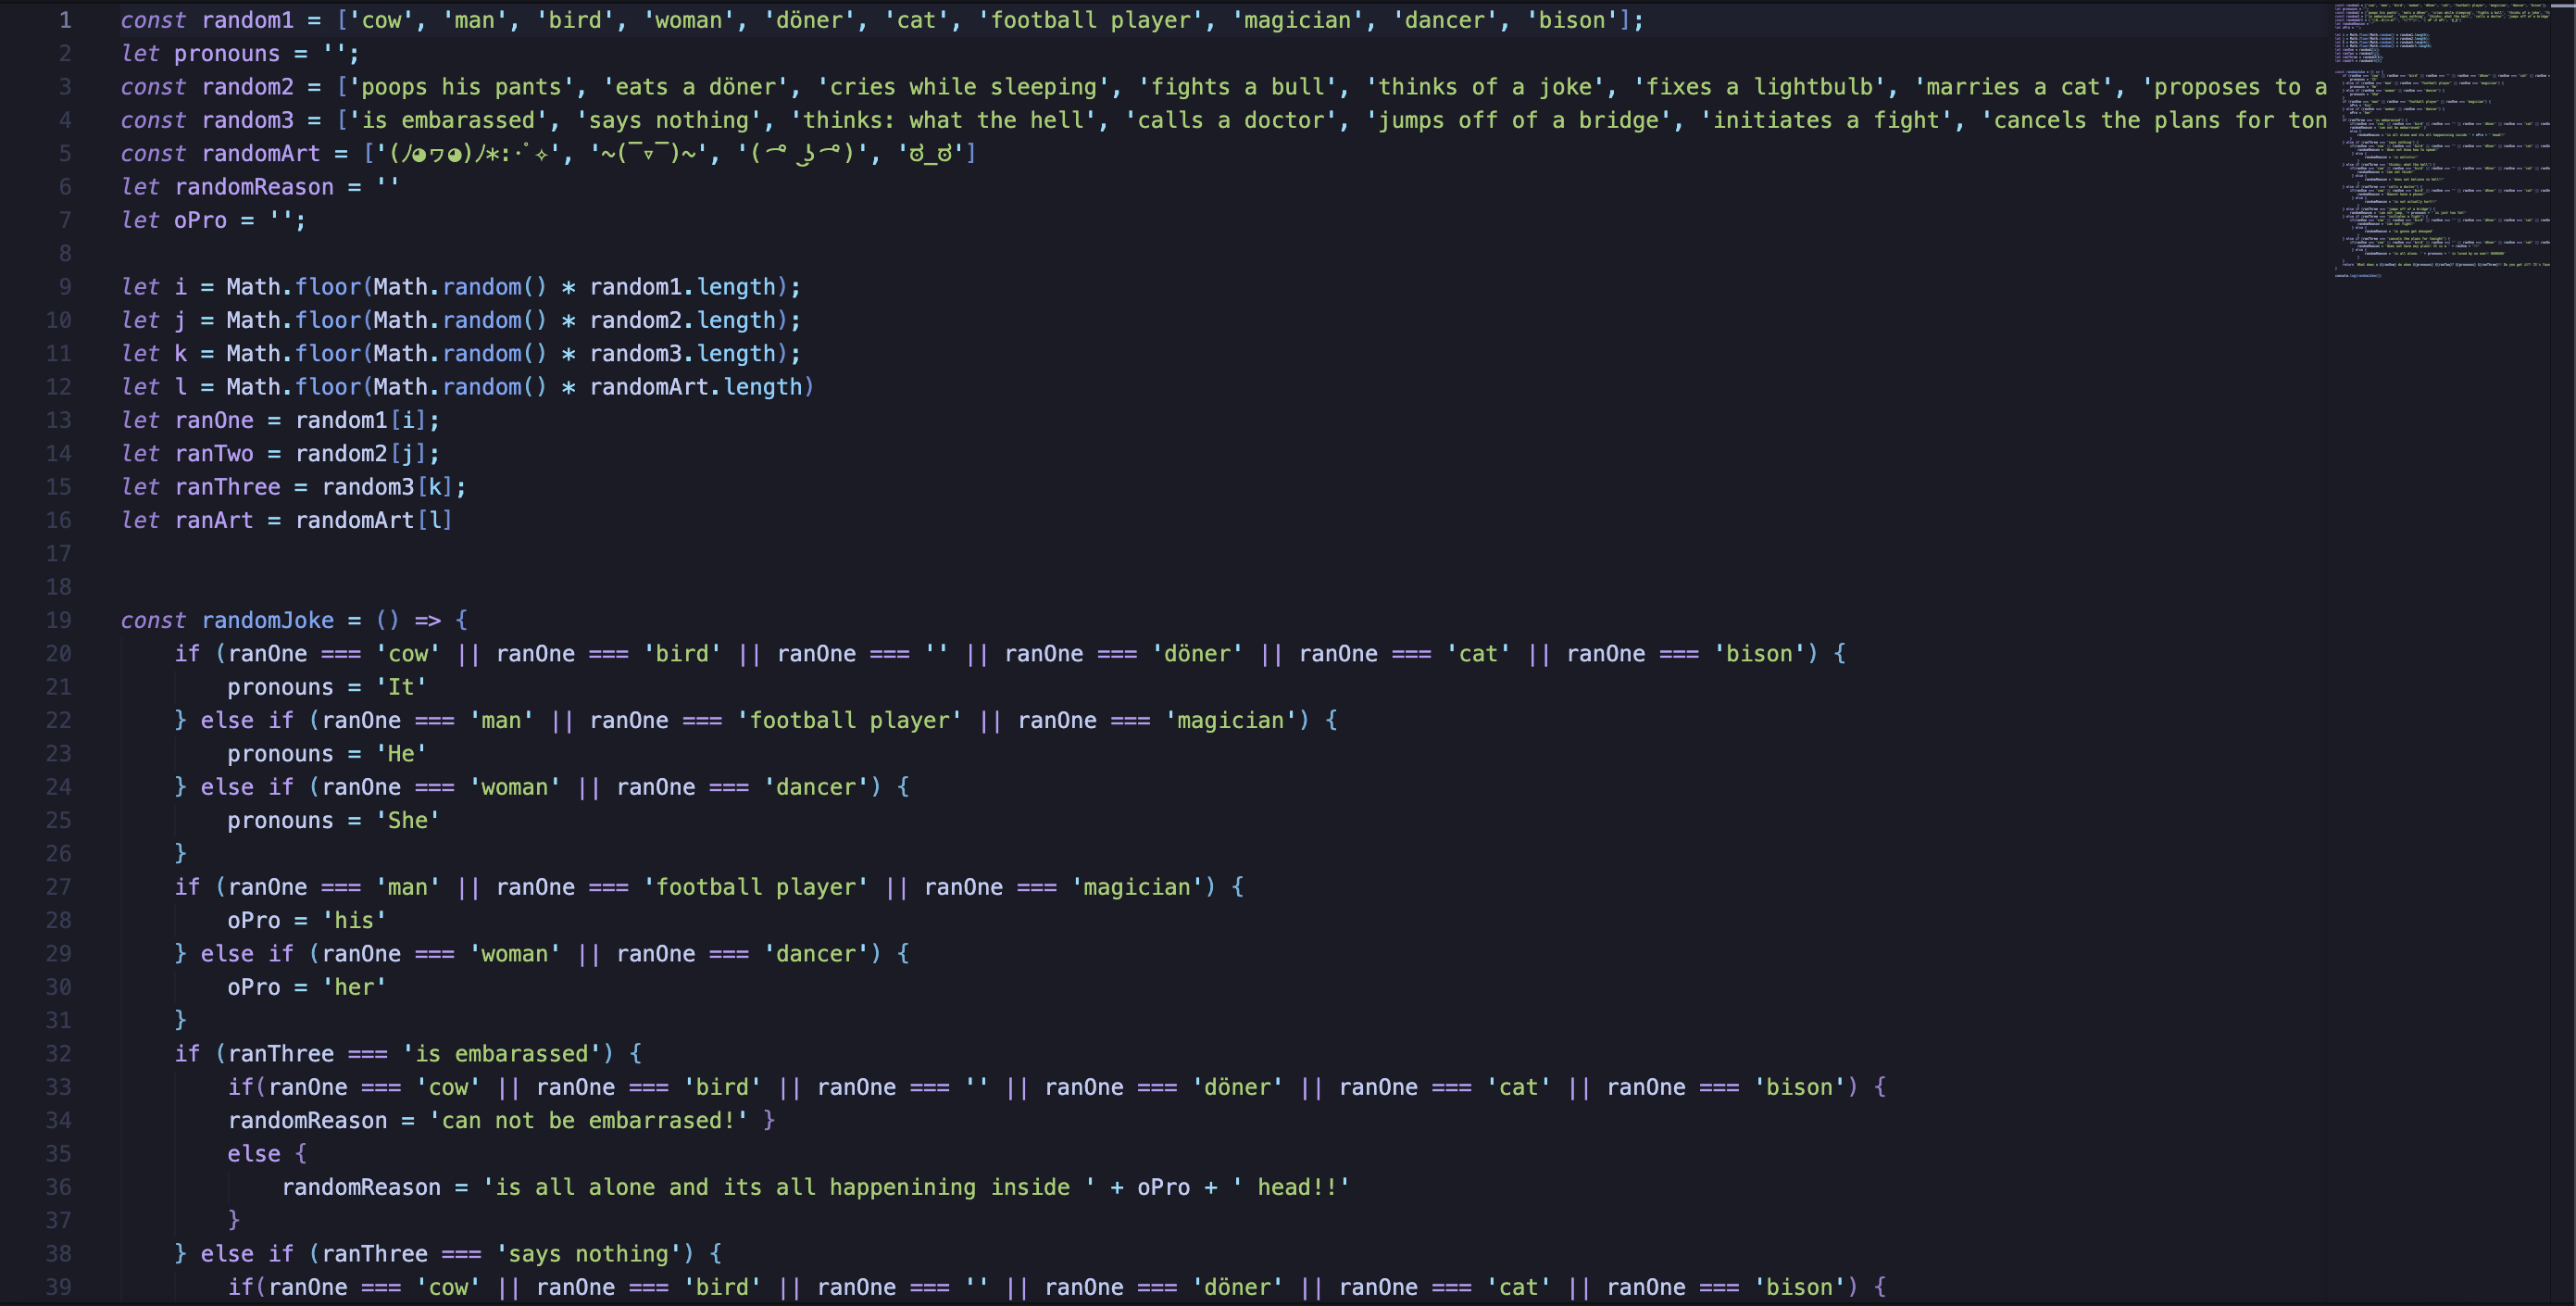 1 const random1 = ['cow', 'man', 'bird', 'woman', 'döner', 'cat', 'football player', 'magician', 'dancer', 'bison'];
2 let pronouns = '';
3 const random2 = ['poops his pants', 'eats a döner', 'cries while sleeping', 'fights a bull', 'thinks of a joke', 'fixes a lightbulb', 'marries a cat', 'proposes to a
4 const random3 = ['is embarassed', 'says nothing', 'thinks: what the hell', 'calls a doctor', 'jumps off of a bridge', 'initiates a fight', 'cancels the plans for ton
5 const randomArt = ['(ﾉ◕ヮ◕)ﾉ*:･ﾟ✧', '~(‾▿‾)~', '( ͡° ͜ʖ ͡°)', 'ಠ_ಠ']
6 let randomReason = ''
7 let oPro = '';
8
9 let i = Math.floor(Math.random() * random1.length);
10 let j = Math.floor(Math.random() * random2.length);
11 let k = Math.floor(Math.random() * random3.length);
12 let l = Math.floor(Math.random() * randomArt.length)
13 let ranOne = random1[i];
14 let ranTwo = random2[j];
15 let ranThree = random3[k];
16 let ranArt = randomArt[l]
17
18
19 const randomJoke = () => {
20 if (ranOne === 'cow' || ranOne === 'bird' || ranOne === '' || ranOne === 'döner' || ranOne === 'cat' || ranOne === 'bison') {
21 pronouns = 'It'
22 } else if (ranOne === 'man' || ranOne === 'football player' || ranOne === 'magician') {
23 pronouns = 'He'
24 } else if (ranOne === 'woman' || ranOne === 'dancer') {
25 pronouns = 'She'
26 }
27 if (ranOne === 'man' || ranOne === 'football player' || ranOne === 'magician') {
28 oPro = 'his'
29 } else if (ranOne === 'woman' || ranOne === 'dancer') {
30 oPro = 'her'
31 }
32 if (ranThree === 'is embarassed') {
33 if(ranOne === 'cow' || ranOne === 'bird' || ranOne === '' || ranOne === 'döner' || ranOne === 'cat' || ranOne === 'bison') {
34 randomReason = 'can not be embarrased!' }
35 else {
36 randomReason = 'is all alone and its all happenining inside ' + oPro + ' head!!'
37 }
38 } else if (ranThree === 'says nothing') {
39 if(ranOne === 'cow' || ranOne === 'bird' || ranOne === '' || ranOne === 'döner' || ranOne === 'cat' || ranOne === 'bison') {